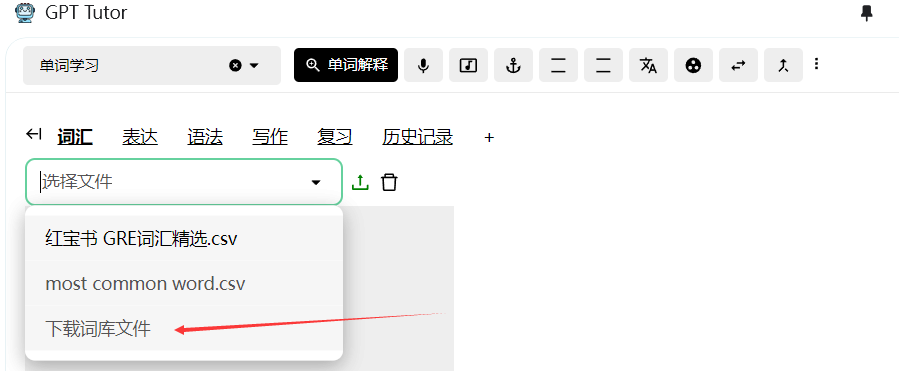 GPT Tutor
单词学习 单词解释
词汇 表达 语法 写作 复习 历史记录 +
选择文件
红宝书 GRE词汇精选.csv
most common word.csv
下载词库文件